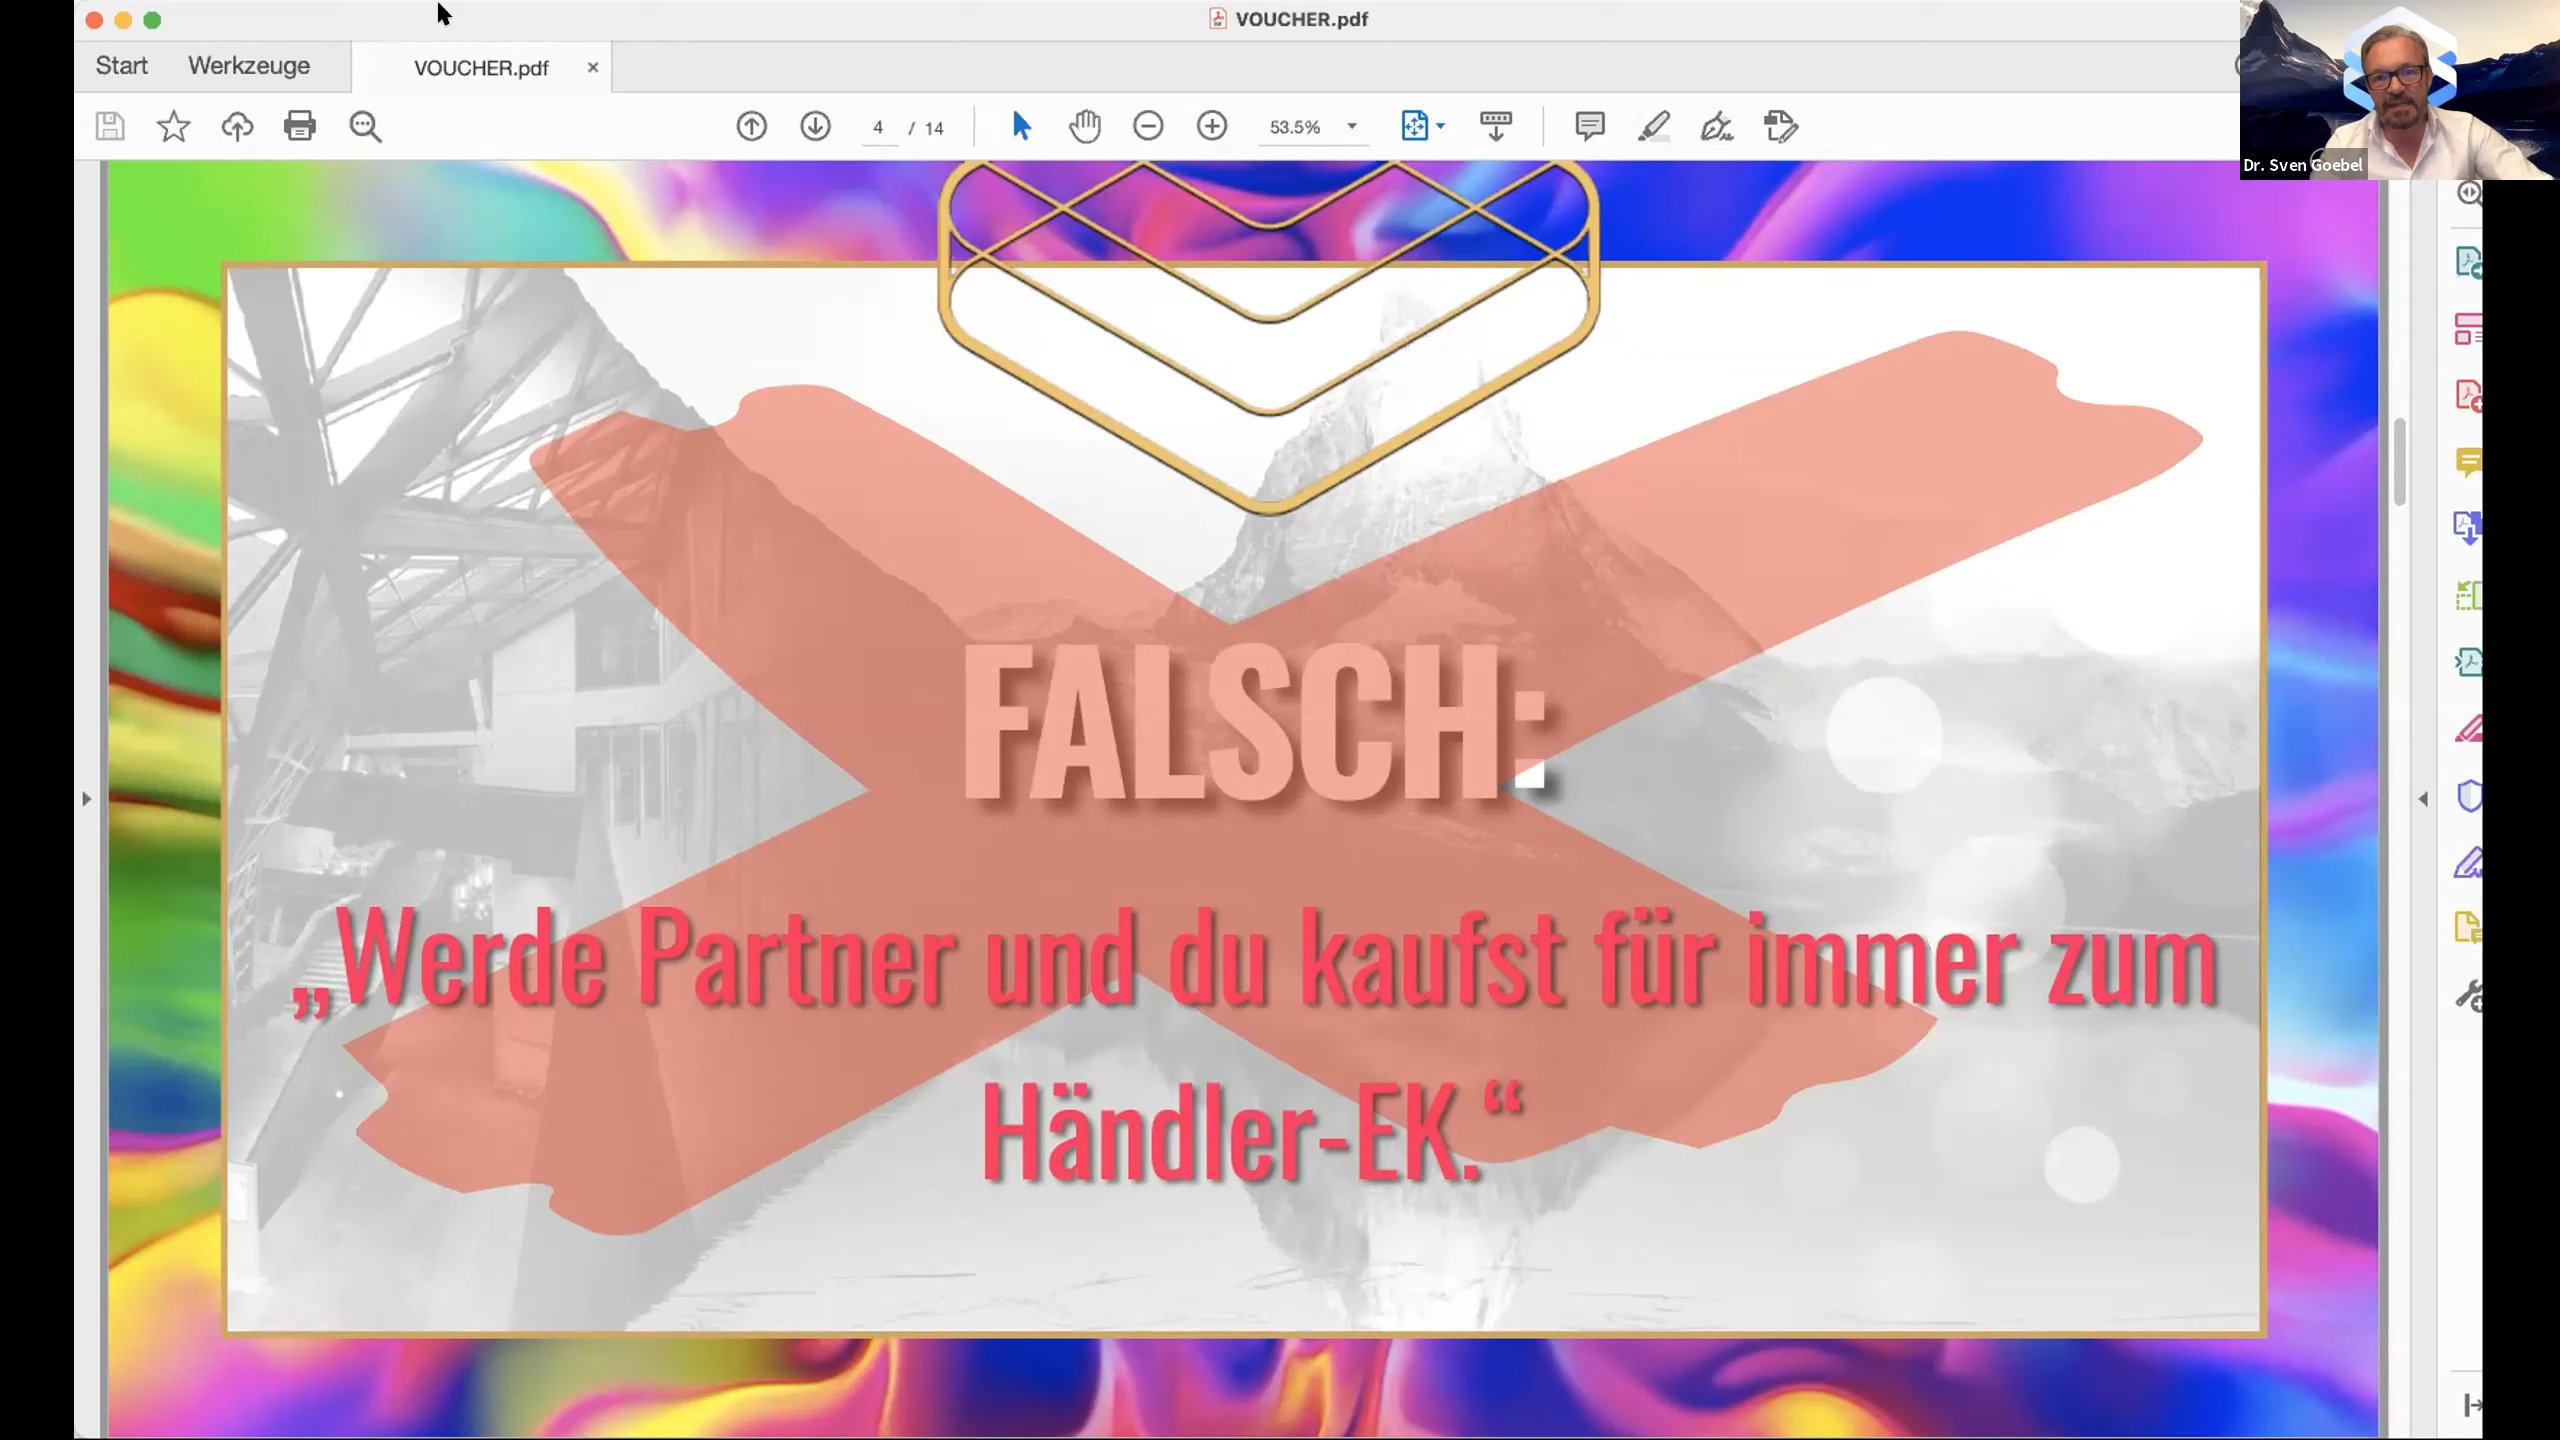 VOUCHER.pdf
Start
Werkzeuge
VOUCHER.pdf
4 / 14
53.5%
Dr. Sven Goebel
FALSCH:
„Werde Partner und du kaufst für immer zum
Händler-EK.“